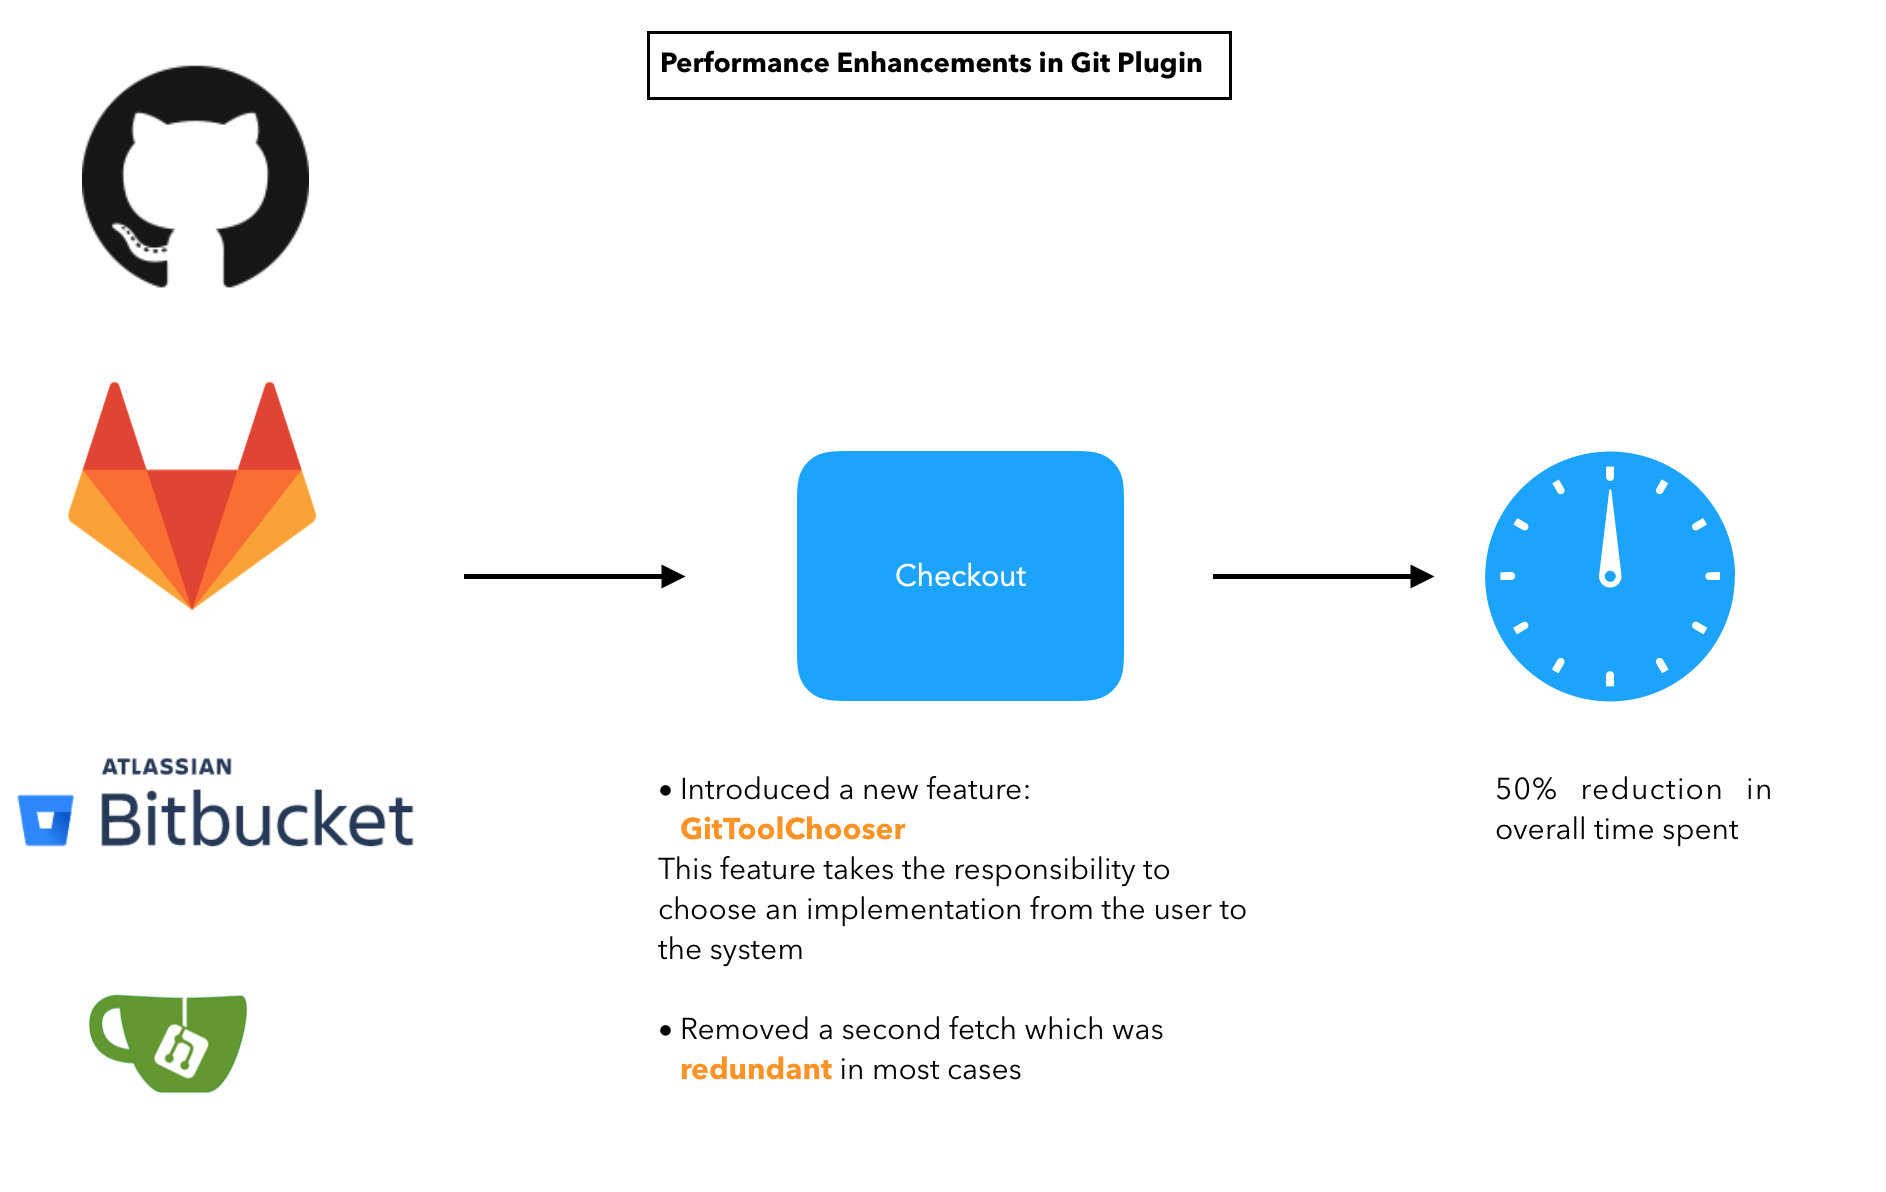 Performance Enhancements in Git Plugin
Checkout
ATLASSIAN
Bitbucket
• Introduced a new feature:
GitToolChooser
This feature takes the responsibility to
choose an implementation from the user to
the system
• Removed a second fetch which was
redundant in most cases
50% reduction in
overall time spent